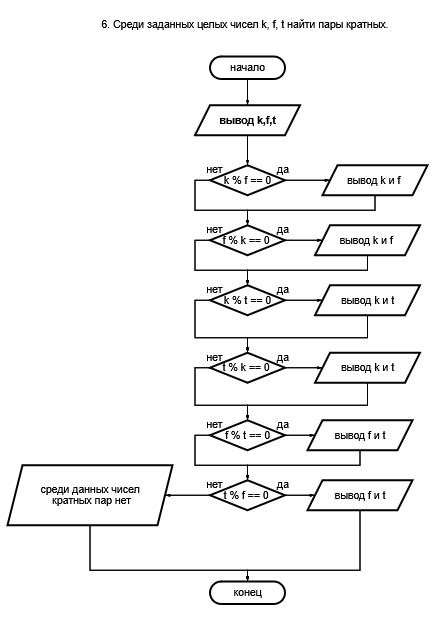 6. Среди заданных целых чисел k, f, t найти пары кратных.
начало
вывод k,f,t
нет
да
k % f == 0
вывод k и f
нет
да
f % k == 0
вывод k и f
нет
да
k % t == 0
вывод k и t
нет
да
t % k == 0
вывод k и t
нет
да
f % t == 0
вывод f и t
нет
да
среди данных чисел
кратных пар нет
t % f == 0
вывод f и t
конец